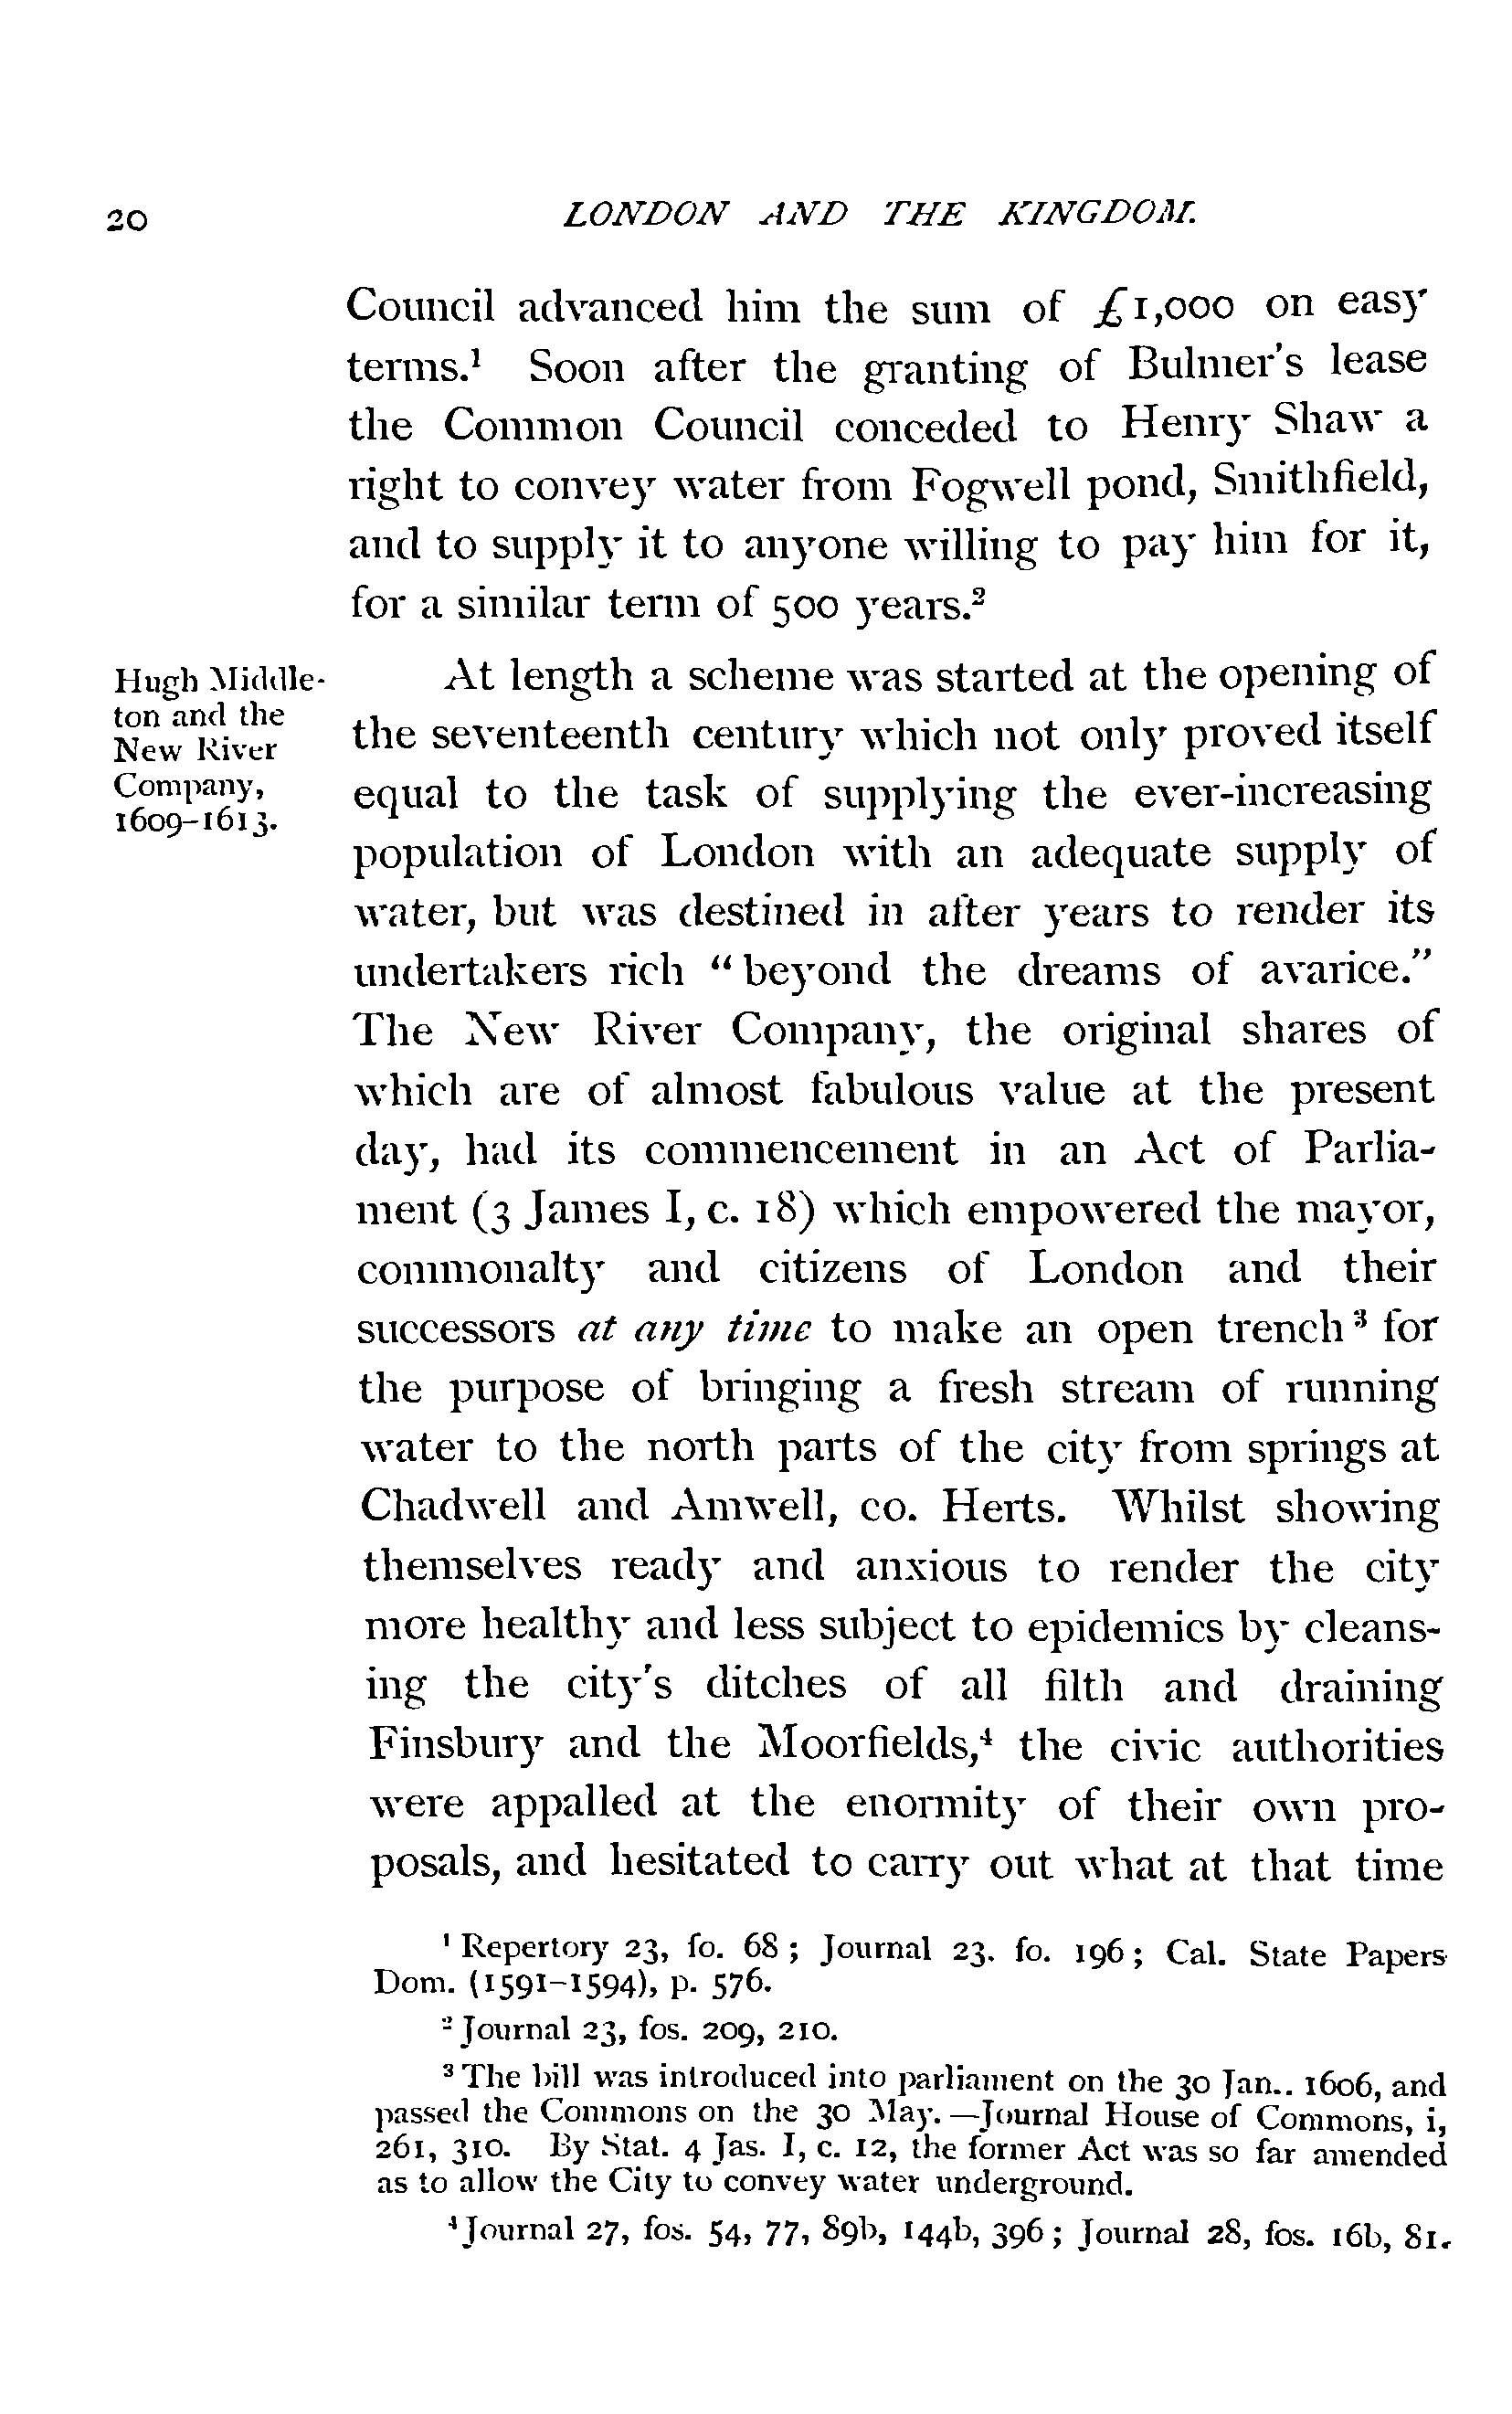 20
LONDON AND THE KINGDOM.
Council advanced him the sum of £1,000 on easy
terms.¹ Soon after the granting of Bulmer's lease
the Common Council conceded to Henry Shaw a
right to convey water from Fogwell pond, Smithfield,
and to supply it to anyone willing to pay him for it,
for a similar term of 500 years.²
Hugh Middle-
ton and the
New River
Company,
1609-1613.
At length a scheme was started at the opening of
the seventeenth century which not only proved itself
equal to the task of supplying the ever-increasing
population of London with an adequate supply of
water, but was destined in after years to render its
undertakers rich "beyond the dreams of avarice."
The New River Company, the original shares of
which are of almost fabulous value at the present
day, had its commencement in an Act of Parlia-
ment (3 James I, c. 18) which empowered the mayor,
commonalty and citizens of London and their
successors at any time to make an open trench³ for
the purpose of bringing a fresh stream of running
water to the north parts of the city from springs at
Chadwell and Amwell, co. Herts. Whilst showing
themselves ready and anxious to render the city
more healthy and less subject to epidemics by cleans-
ing the city's ditches of all filth and draining
Finsbury and the Moorfields,⁴ the civic authorities
were appalled at the enormity of their own pro-
posals, and hesitated to carry out what at that time
¹ Repertory 23, fo. 68; Journal 23. fo. 196; Cal. State Papers
Dom. (1591-1594), p. 576.
² Journal 23, fos. 209, 210.
³ The bill was introduced into parliament on the 30 Jan.. 1606, and
passed the Commons on the 30 May.—Journal House of Commons, i,
261, 310. By Stat. 4 Jas. I, c. 12, the former Act was so far amended
as to allow the City to convey water underground.
⁴ Journal 27, fos. 54, 77, 89b, 144b, 396; Journal 28, fos. 16b, 81.